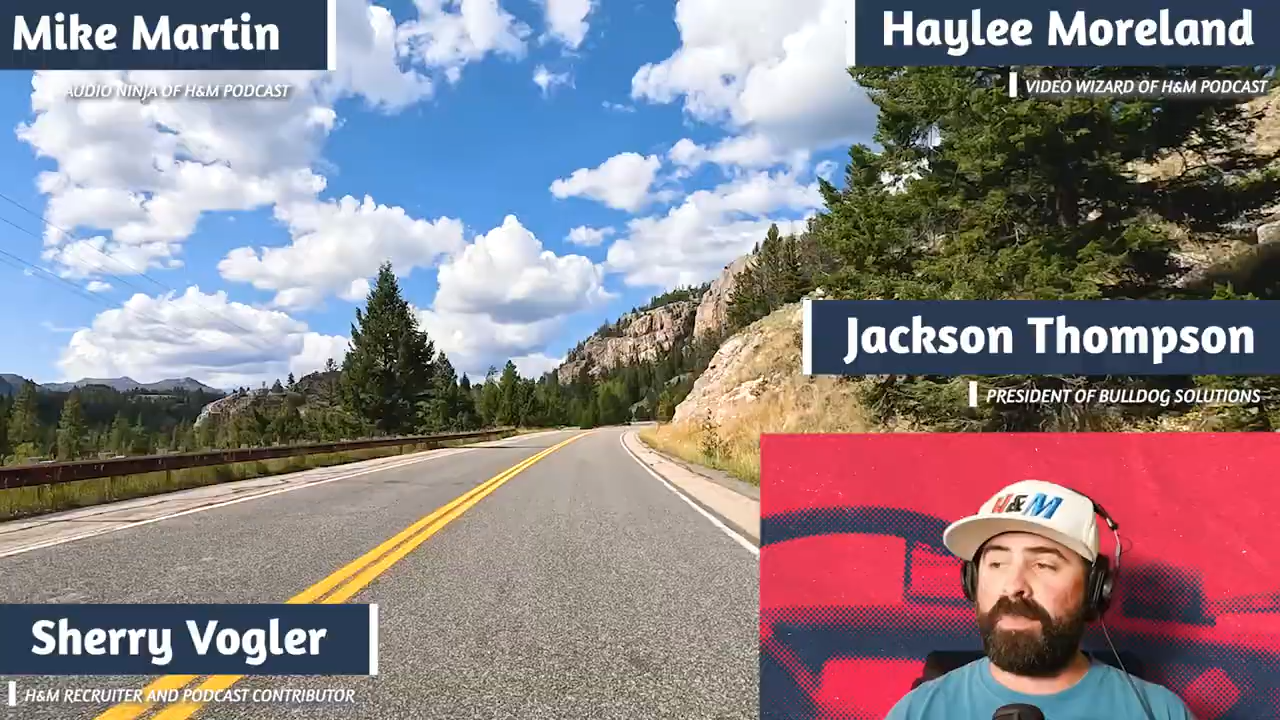 Mike Martin
AUDIO NINJA OF H&M PODCAST
Haylee Moreland
VIDEO WIZARD OF H&M PODCAST
Jackson Thompson
PRESIDENT OF BULLDOG SOLUTIONS
H&M
Sherry Vogler
H&M RECRUITER AND PODCAST CONTRIBUTOR